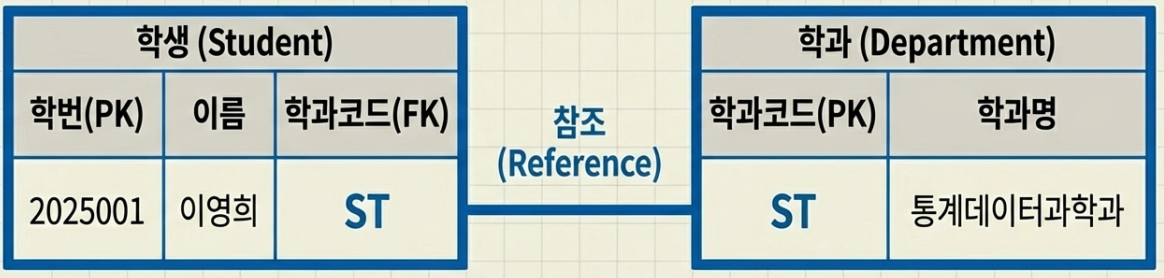 학생 (Student)
학번(PK) 이름 학과코드(FK)
2025001 이영희 ST
참조
(Reference)
학과 (Department)
학과코드(PK) 학과명
ST 통계데이터과학과